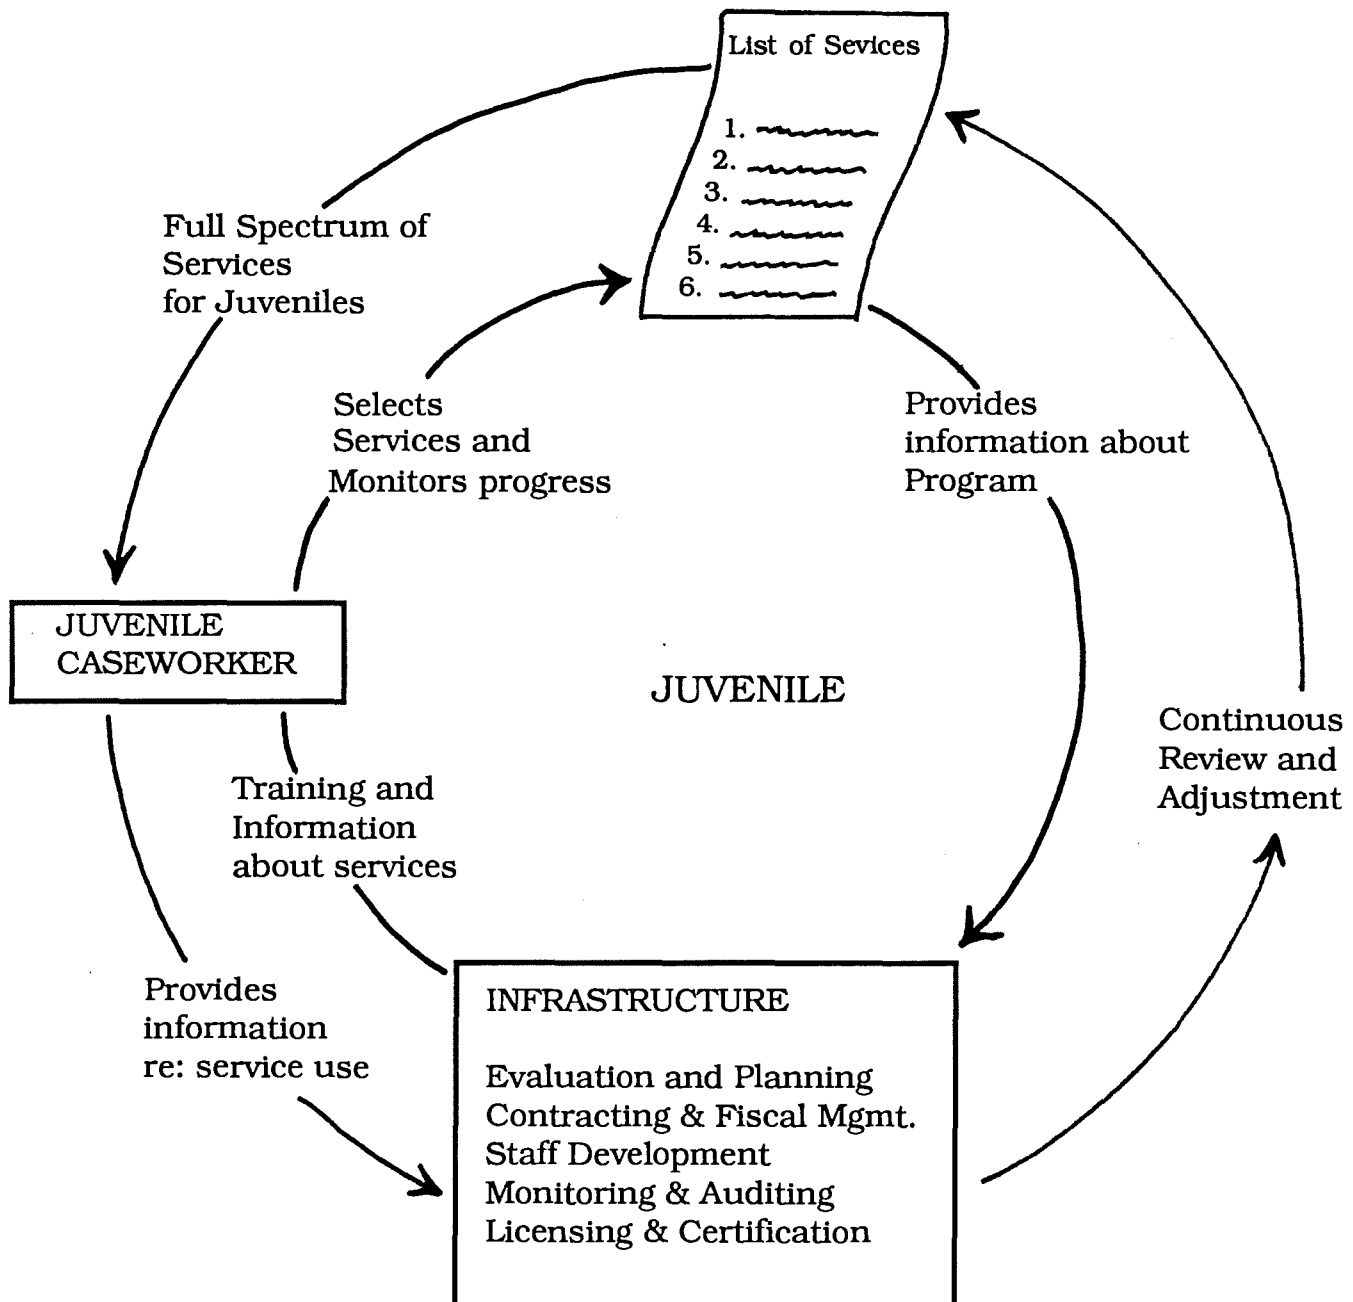 List of Sevices
1.
2.
3.
4.
5.
6.
Full Spectrum of
Services
for Juveniles
Selects
Services and
Monitors progress
Provides
information about
Program
JUVENILE
CASEWORKER
JUVENILE
Continuous
Review and
Adjustment
Training and
Information
about services
Provides
information
re: service use
INFRASTRUCTURE
Evaluation and Planning
Contracting & Fiscal Mgmt.
Staff Development
Monitoring & Auditing
Licensing & Certification